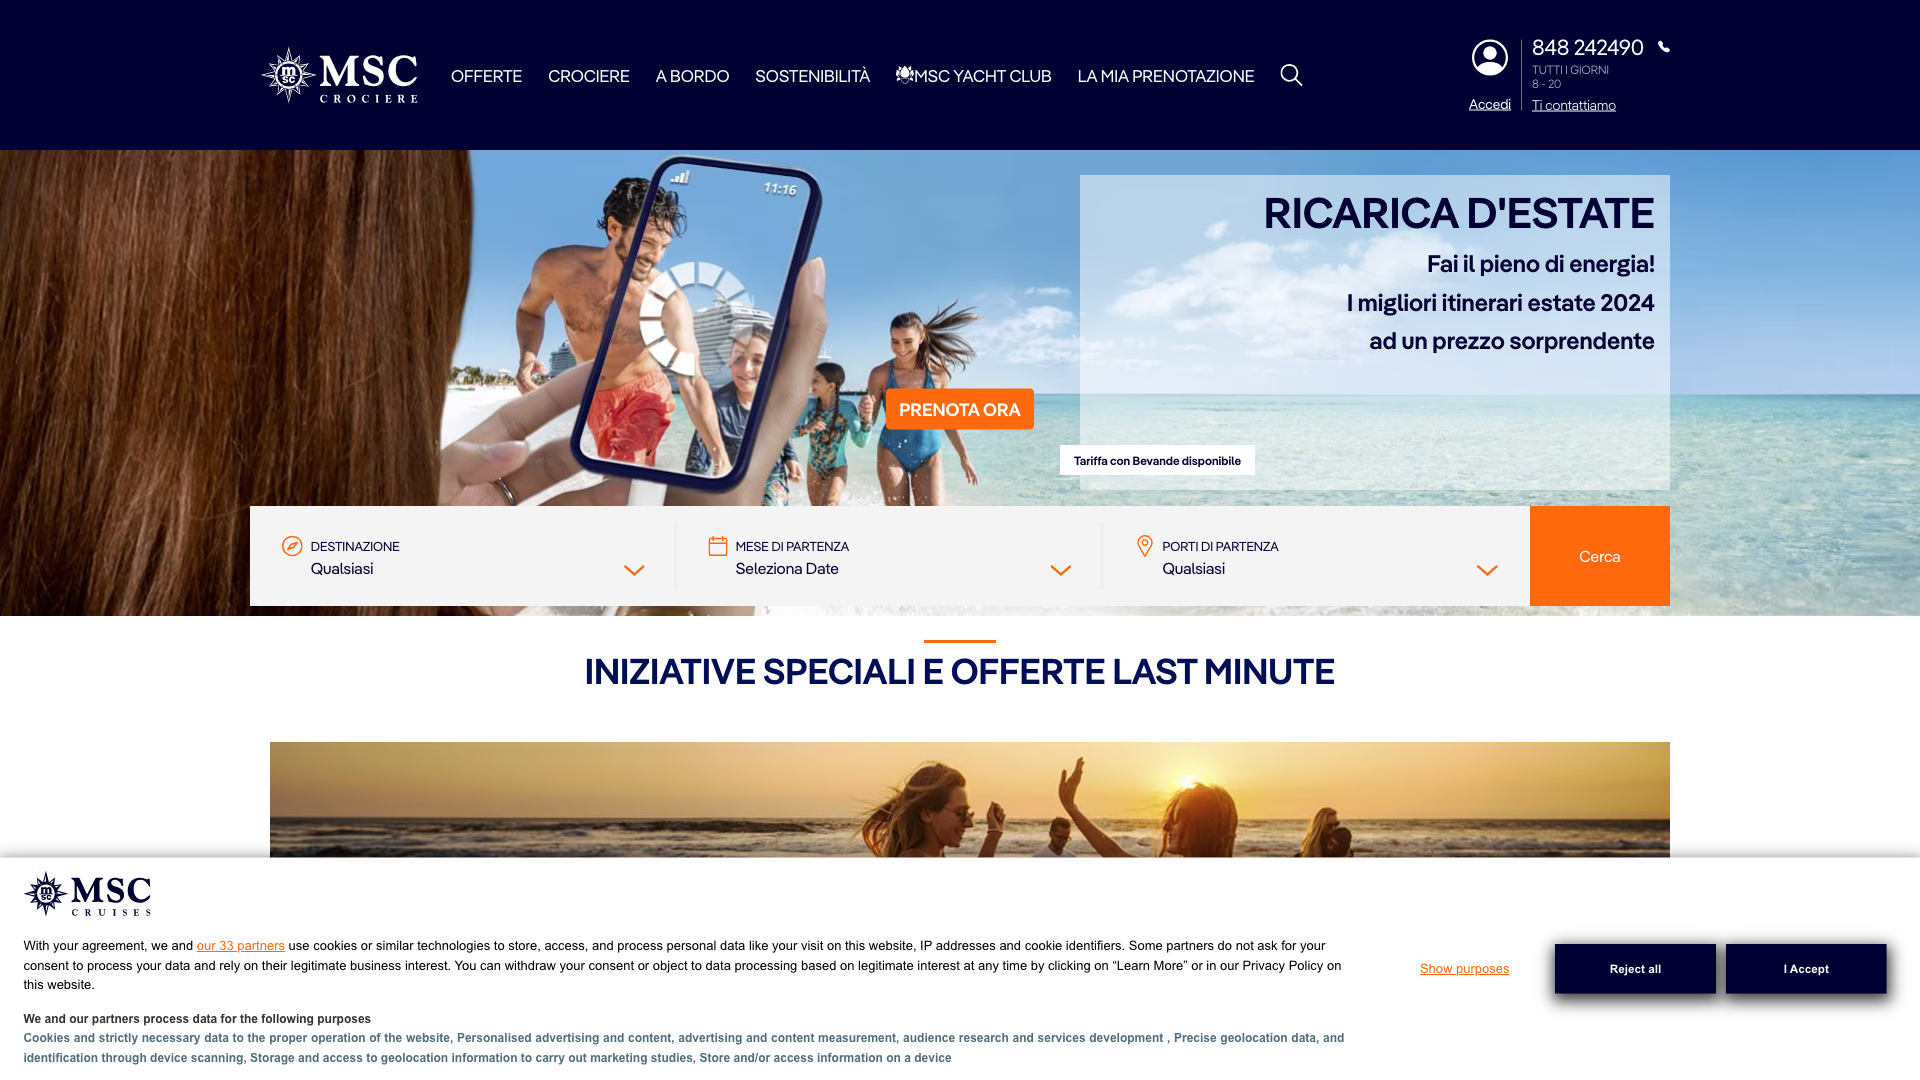 MSC
CROCIERE
OFFERTE
CROCIERE
A BORDO
SOSTENIBILITÀ
MSC YACHT CLUB
LA MIA PRENOTAZIONE
Accedi
848 242490
TUTTI I GIORNI
8 - 20
Ti contattiamo
11:16
RICARICA D'ESTATE
Fai il pieno di energia!
I migliori itinerari estate 2024
ad un prezzo sorprendente
PRENOTA ORA
Tariffa con Bevande disponibile
DESTINAZIONE
Qualsiasi
MESE DI PARTENZA
Seleziona Date
PORTI DI PARTENZA
Qualsiasi
Cerca
INIZIATIVE SPECIALI E OFFERTE LAST MINUTE
MSC
CRUISES
With your agreement, we and our 33 partners use cookies or similar technologies to store, access, and process personal data like your visit on this website, IP addresses and cookie identifiers. Some partners do not ask for your
consent to process your data and rely on their legitimate business interest. You can withdraw your consent or object to data processing based on legitimate interest at any time by clicking on “Learn More” or in our Privacy Policy on
this website.
We and our partners process data for the following purposes
Cookies and strictly necessary data to the proper operation of the website, Personalised advertising and content, advertising and content measurement, audience research and services development , Precise geolocation data, and
identification through device scanning, Storage and access to geolocation information to carry out marketing studies, Store and/or access information on a device
Show purposes
Reject all
I Accept